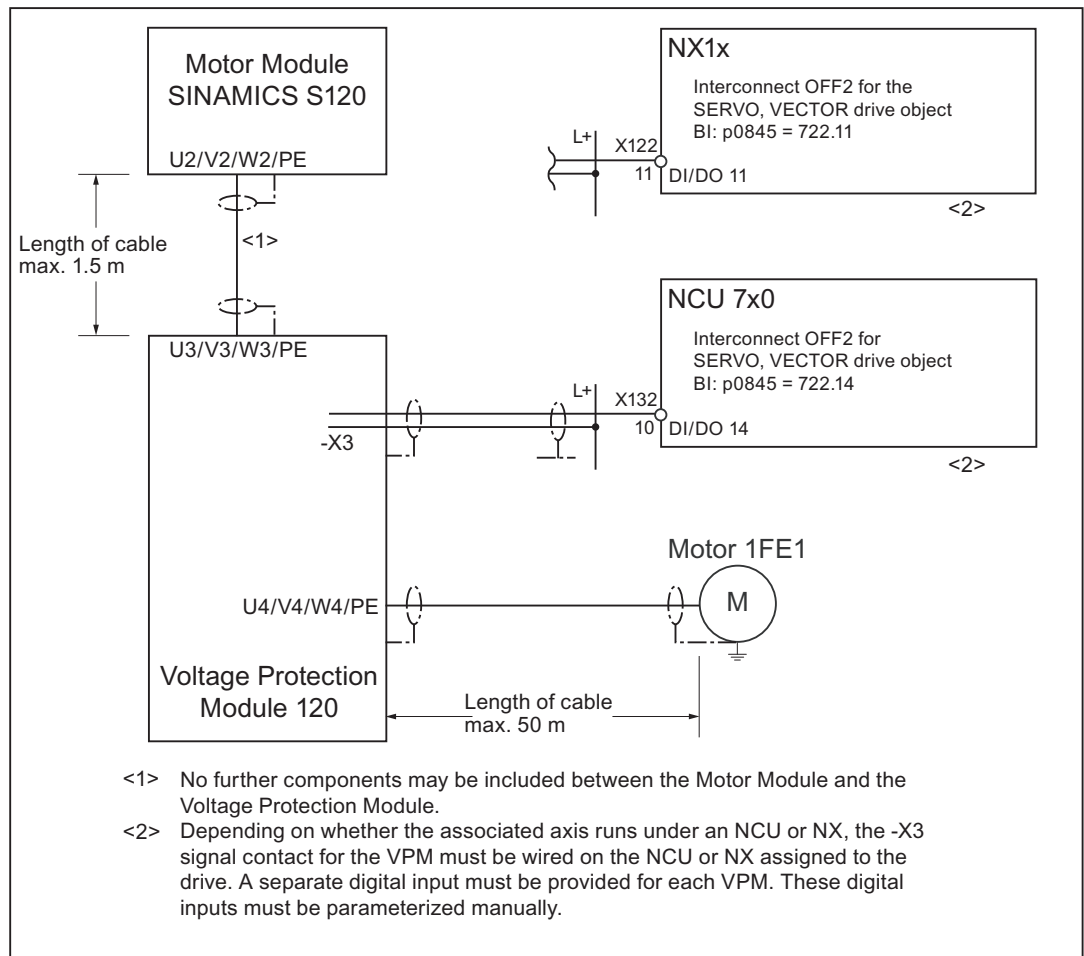 Motor Module
SINAMICS S120
U2/V2/W2/PE
Length of cable
max. 1.5 m
<1>
U3/V3/W3/PE
-X3
U4/V4/W4/PE
Voltage Protection
Module 120
NX1x
Interconnect OFF2 for the
SERVO, VECTOR drive object
BI: p0845 = 722.11
L+
X122
11
DI/DO 11
<2>
NCU 7x0
Interconnect OFF2 for
SERVO, VECTOR drive object
BI: p0845 = 722.14
L+
X132
10
DI/DO 14
<2>
Motor 1FE1
M
Length of cable
max. 50 m
<1> No further components may be included between the Motor Module and the
Voltage Protection Module.
<2> Depending on whether the associated axis runs under an NCU or NX, the -X3
signal contact for the VPM must be wired on the NCU or NX assigned to the
drive. A separate digital input must be provided for each VPM. These digital
inputs must be parameterized manually.